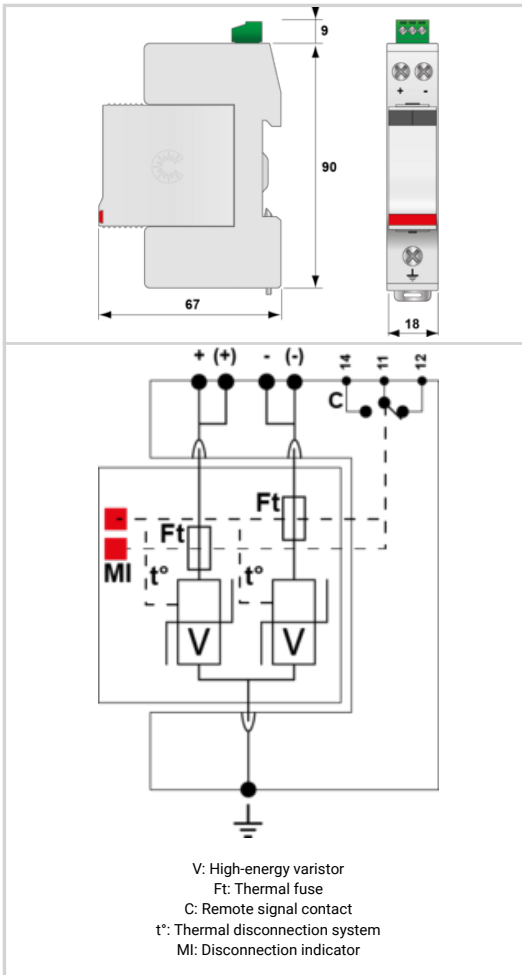 9
+ -
90
67
18
+ (+) - (-) 14 11 12
C
Ft
Ft
MI t° t°
V V
V: High-energy varistor
Ft: Thermal fuse
C: Remote signal contact
t°: Thermal disconnection system
MI: Disconnection indicator